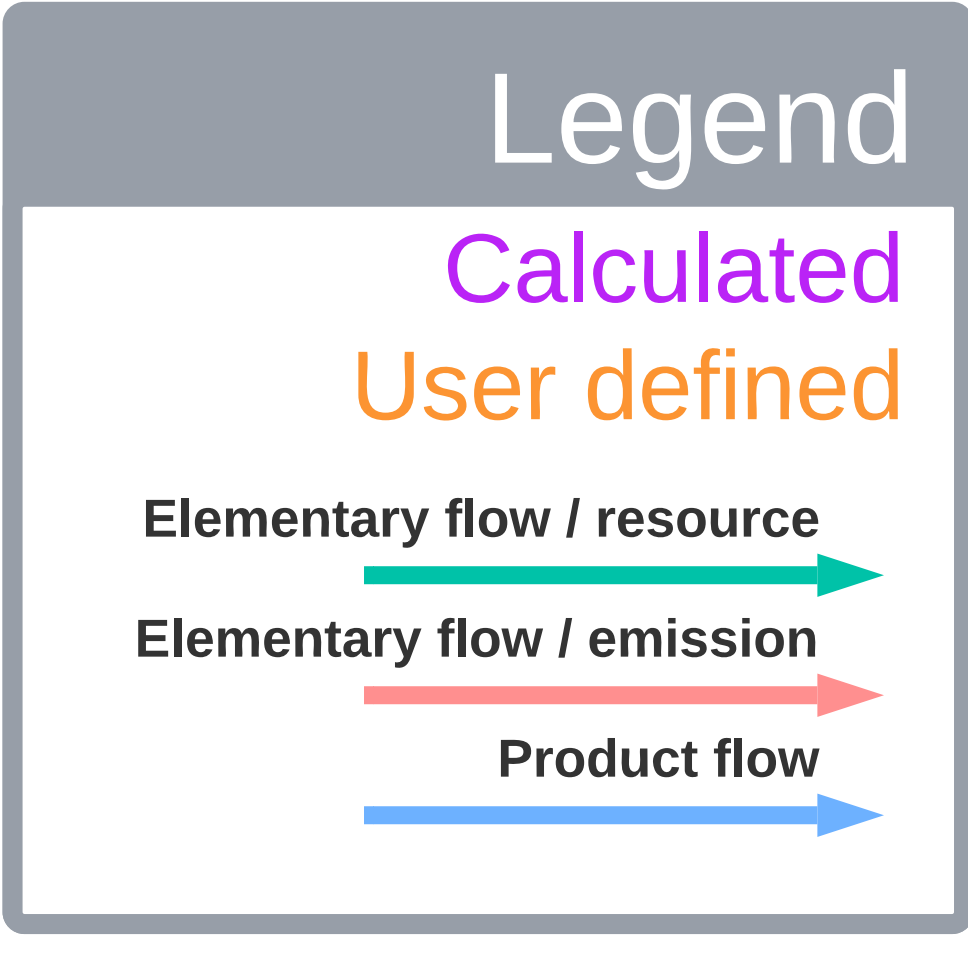 Legend
Calculated
User defined
Elementary flow / resource
Elementary flow / emission
Product flow